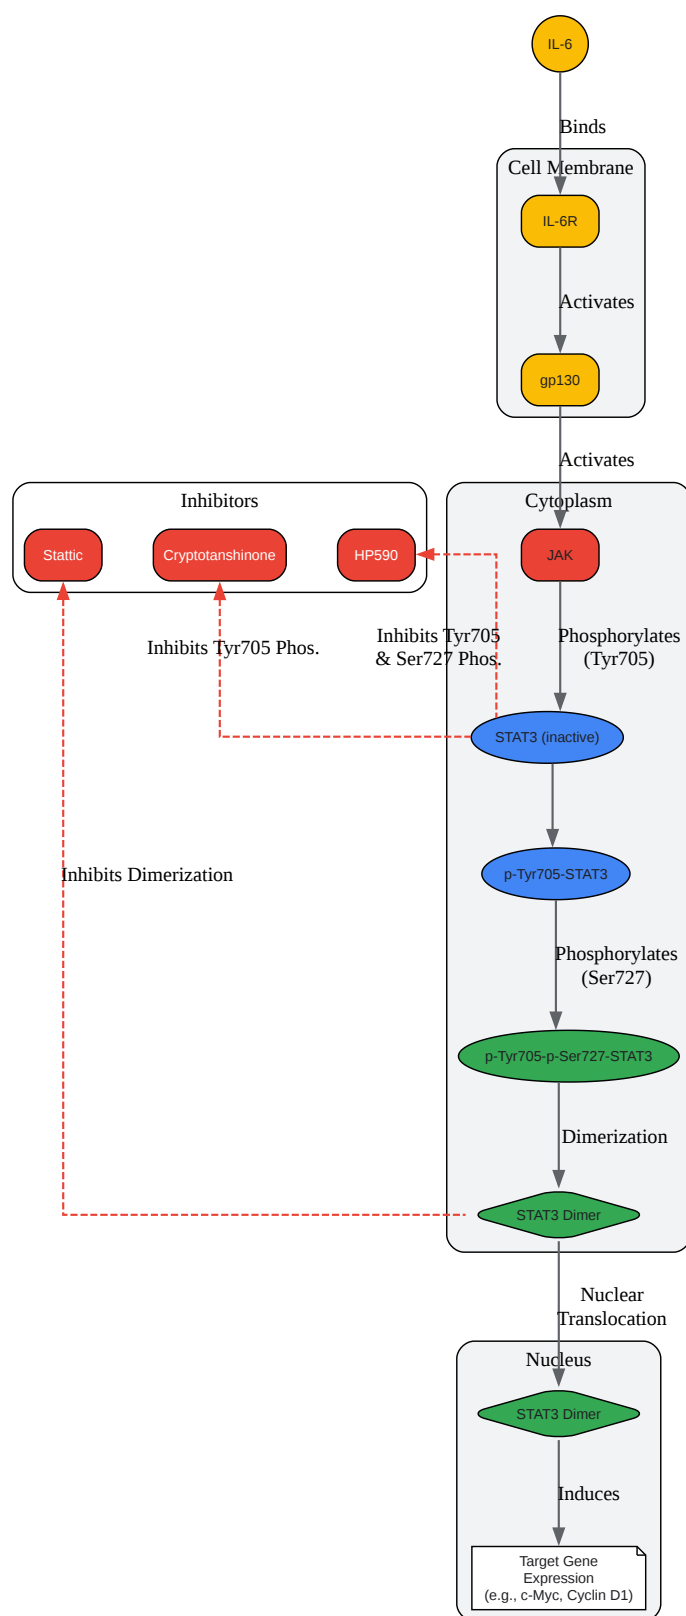 IL-6
Binds
Cell Membrane
IL-6R
Activates
gp130
Activates
Inhibitors
Cytoplasm
Stattic
Cryptotanshinone
HP590
JAK
Inhibits Tyr705 Phos.
Inhibits Tyr705
& Ser727 Phos.
Phosphorylates
(Tyr705)
STAT3 (inactive)
Inhibits Dimerization
p-Tyr705-STAT3
Phosphorylates
(Ser727)
p-Tyr705-p-Ser727-STAT3
Dimerization
STAT3 Dimer
Nuclear
Translocation
Nucleus
STAT3 Dimer
Induces
Target Gene
Expression
(e.g., c-Myc, Cyclin D1)